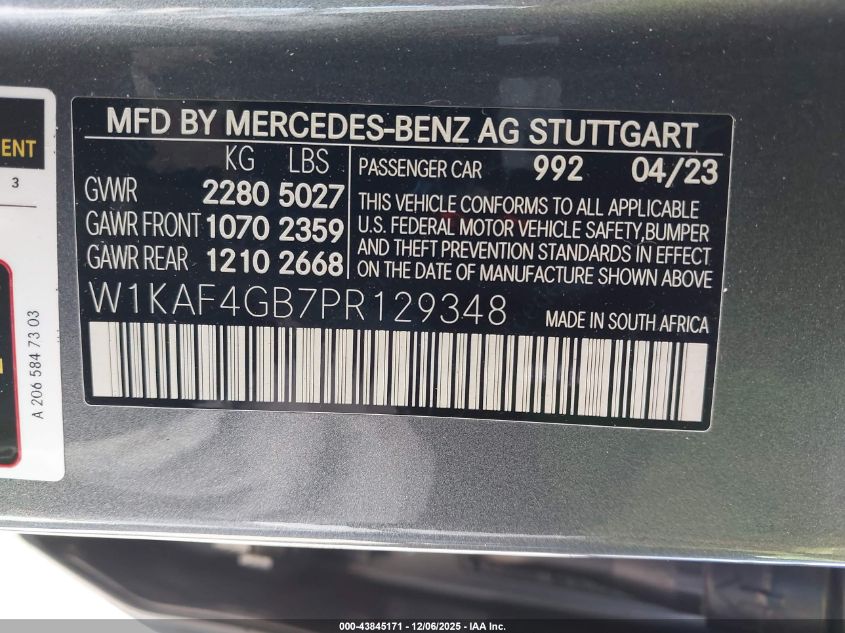 MFD BY MERCEDES-BENZ AG STUTTGART
KG LBS
GVWR 2280 5027
GAWR FRONT 1070 2359
GAWR REAR 1210 2668
PASSENGER CAR 992 04/23
THIS VEHICLE CONFORMS TO ALL APPLICABLE
U.S. FEDERAL MOTOR VEHICLE SAFETY, BUMPER
AND THEFT PREVENTION STANDARDS IN EFFECT
ON THE DATE OF MANUFACTURE SHOWN ABOVE
W1KAF4GB7PR129348
MADE IN SOUTH AFRICA
ENT
3
A 206 584 73 03
000-43845171 - 12/06/2025 - IAA Inc.